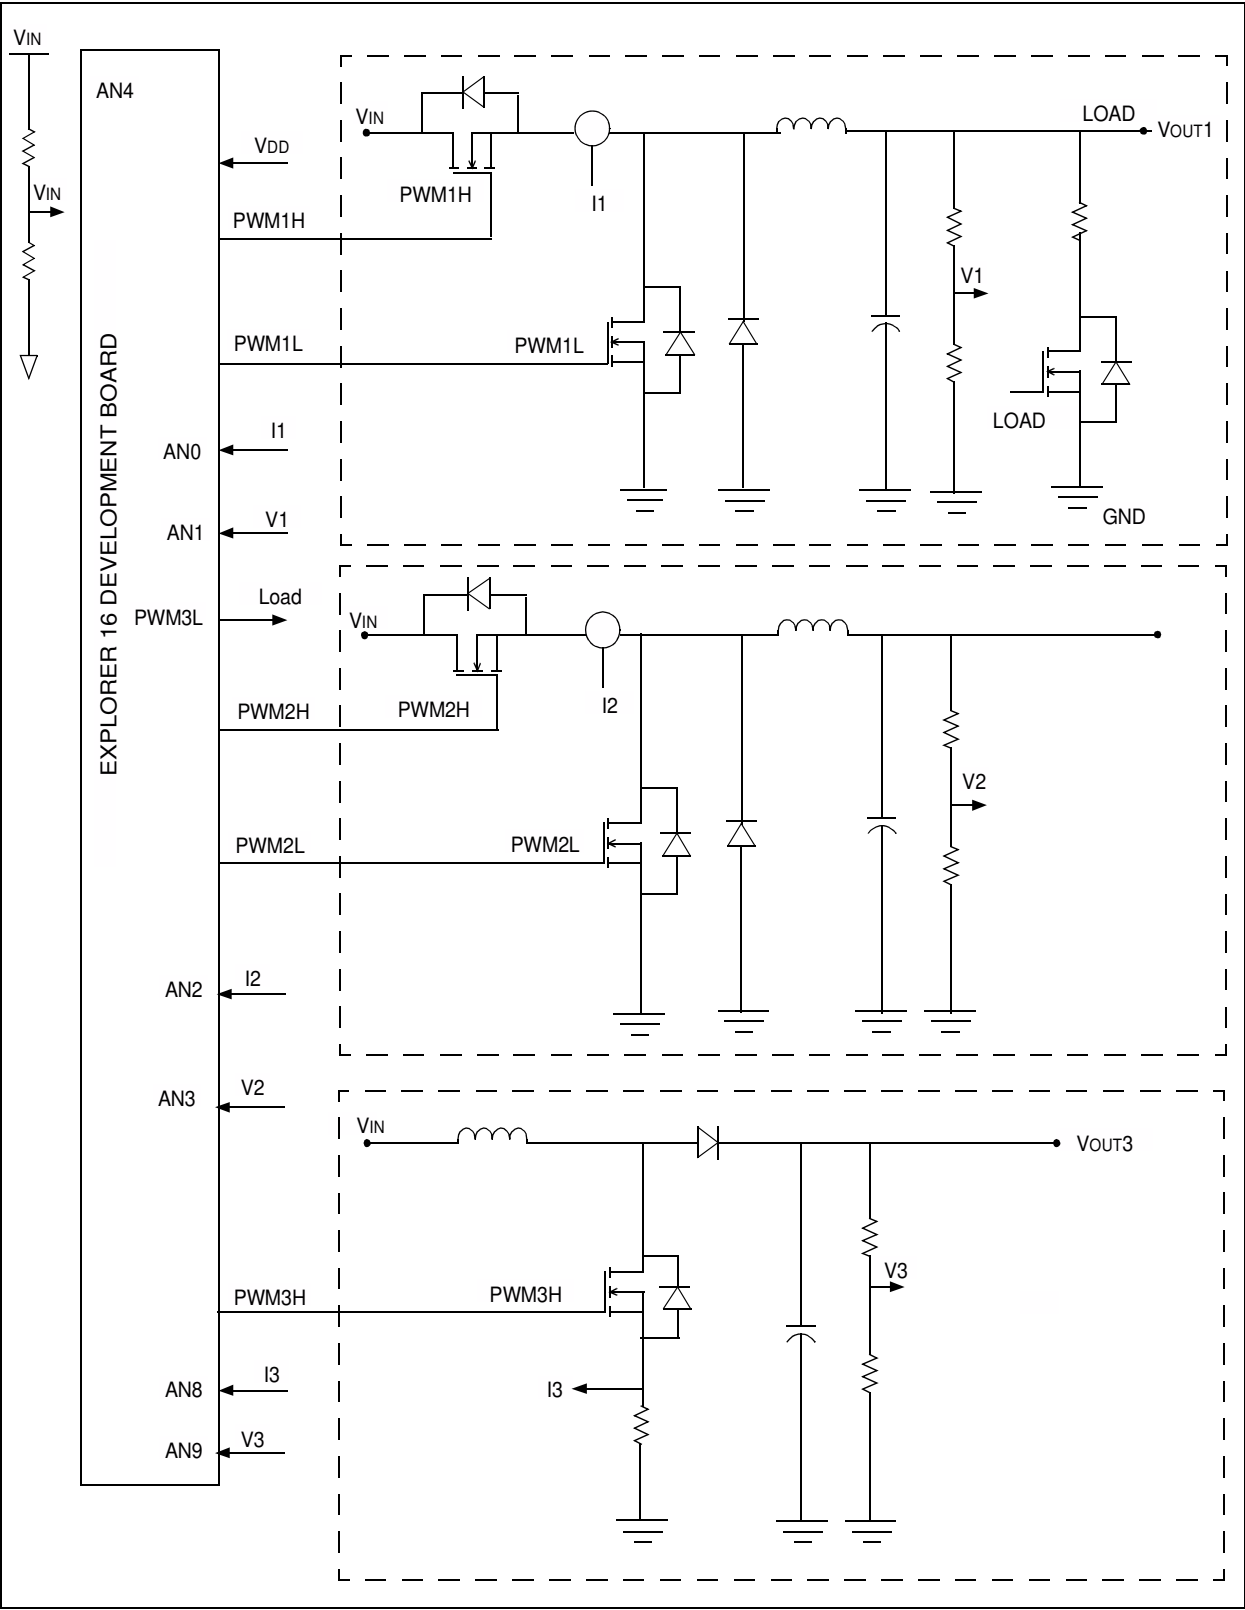 VIN
AN4
VIN
LOAD
VOUT1
VDD
VIN
PWM1H
I1
PWM1H
V1
PWM1L
PWM1L
LOAD
I1
AN0
V1
AN1
GND
EXPLORER 16 DEVELOPMENT BOARD
Load
PWM3L
VIN
PWM2H
PWM2H
I2
V2
PWM2L
PWM2L
I2
AN2
V2
AN3
VIN
VOUT3
V3
PWM3H
PWM3H
I3
AN8
I3
V3
AN9